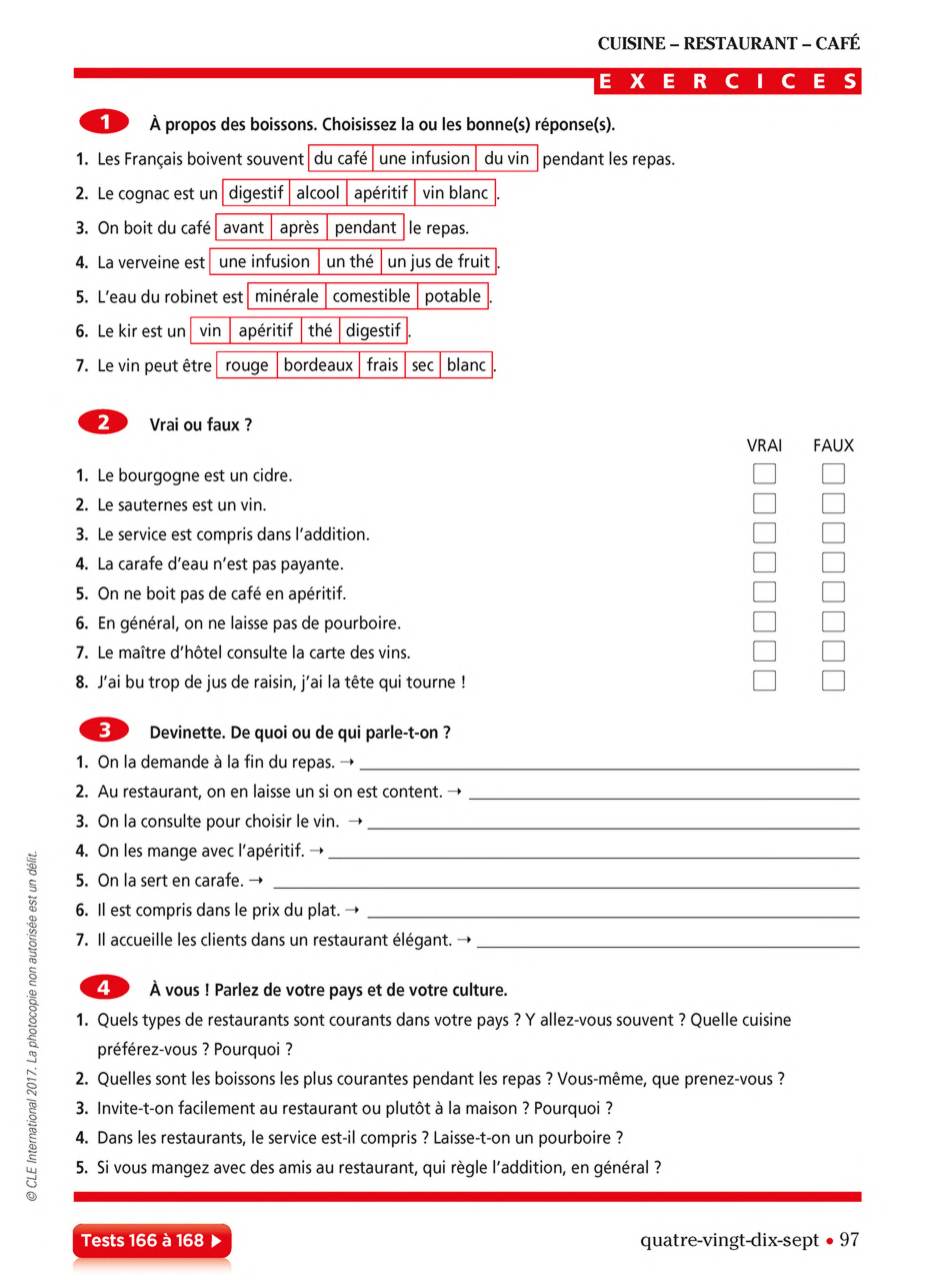 CUISINE – RESTAURANT – CAFÉ
EXERCICES
1 À propos des boissons. Choisissez la ou les bonne(s) réponse(s).
1. Les Français boivent souvent du café une infusion du vin pendant les repas.
2. Le cognac est un digestif alcool apéritif vin blanc.
3. On boit du café avant après pendant le repas.
4. La verveine est une infusion un thé un jus de fruit.
5. L'eau du robinet est minérale comestible potable.
6. Le kir est un vin apéritif thé digestif.
7. Le vin peut être rouge bordeaux frais sec blanc.
2 Vrai ou faux ?
VRAI FAUX
1. Le bourgogne est un cidre.
2. Le sauternes est un vin.
3. Le service est compris dans l'addition.
4. La carafe d'eau n'est pas payante.
5. On ne boit pas de café en apéritif.
6. En général, on ne laisse pas de pourboire.
7. Le maître d'hôtel consulte la carte des vins.
8. J'ai bu trop de jus de raisin, j'ai la tête qui tourne !
3 Devinette. De quoi ou de qui parle-t-on ?
1. On la demande à la fin du repas. →
2. Au restaurant, on en laisse un si on est content. →
3. On la consulte pour choisir le vin. →
4. On les mange avec l'apéritif. →
5. On la sert en carafe. →
6. Il est compris dans le prix du plat. →
7. Il accueille les clients dans un restaurant élégant. →
4 À vous ! Parlez de votre pays et de votre culture.
1. Quels types de restaurants sont courants dans votre pays ? Y allez-vous souvent ? Quelle cuisine
préférez-vous ? Pourquoi ?
2. Quelles sont les boissons les plus courantes pendant les repas ? Vous-même, que prenez-vous ?
3. Invite-t-on facilement au restaurant ou plutôt à la maison ? Pourquoi ?
4. Dans les restaurants, le service est-il compris ? Laisse-t-on un pourboire ?
5. Si vous mangez avec des amis au restaurant, qui règle l'addition, en général ?
© CLE International 2017. La photocopie non autorisée est un délit.
Tests 166 à 168 ▶
quatre-vingt-dix-sept • 97